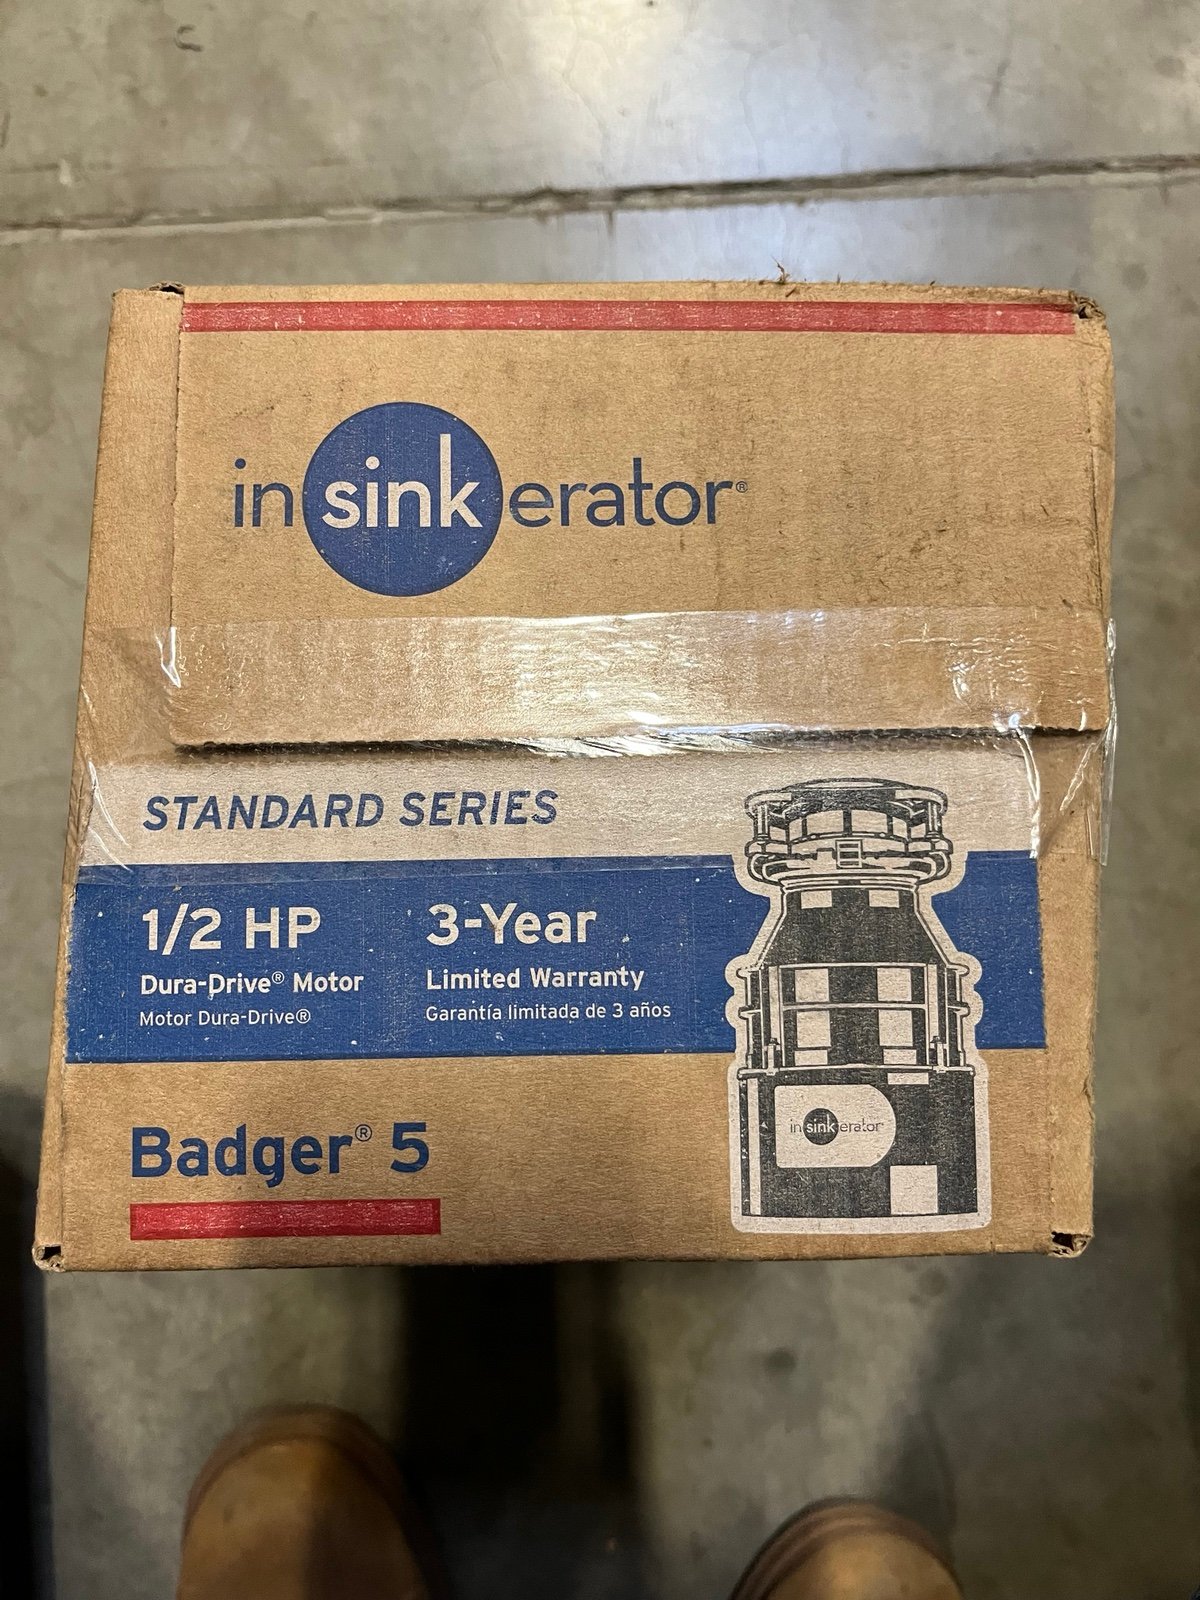 insinkerator®
STANDARD SERIES
1/2 HP
Dura-Drive® Motor
Motor Dura-Drive®
3-Year
Limited Warranty
Garantía limitada de 3 años
insinkerator
Badger® 5